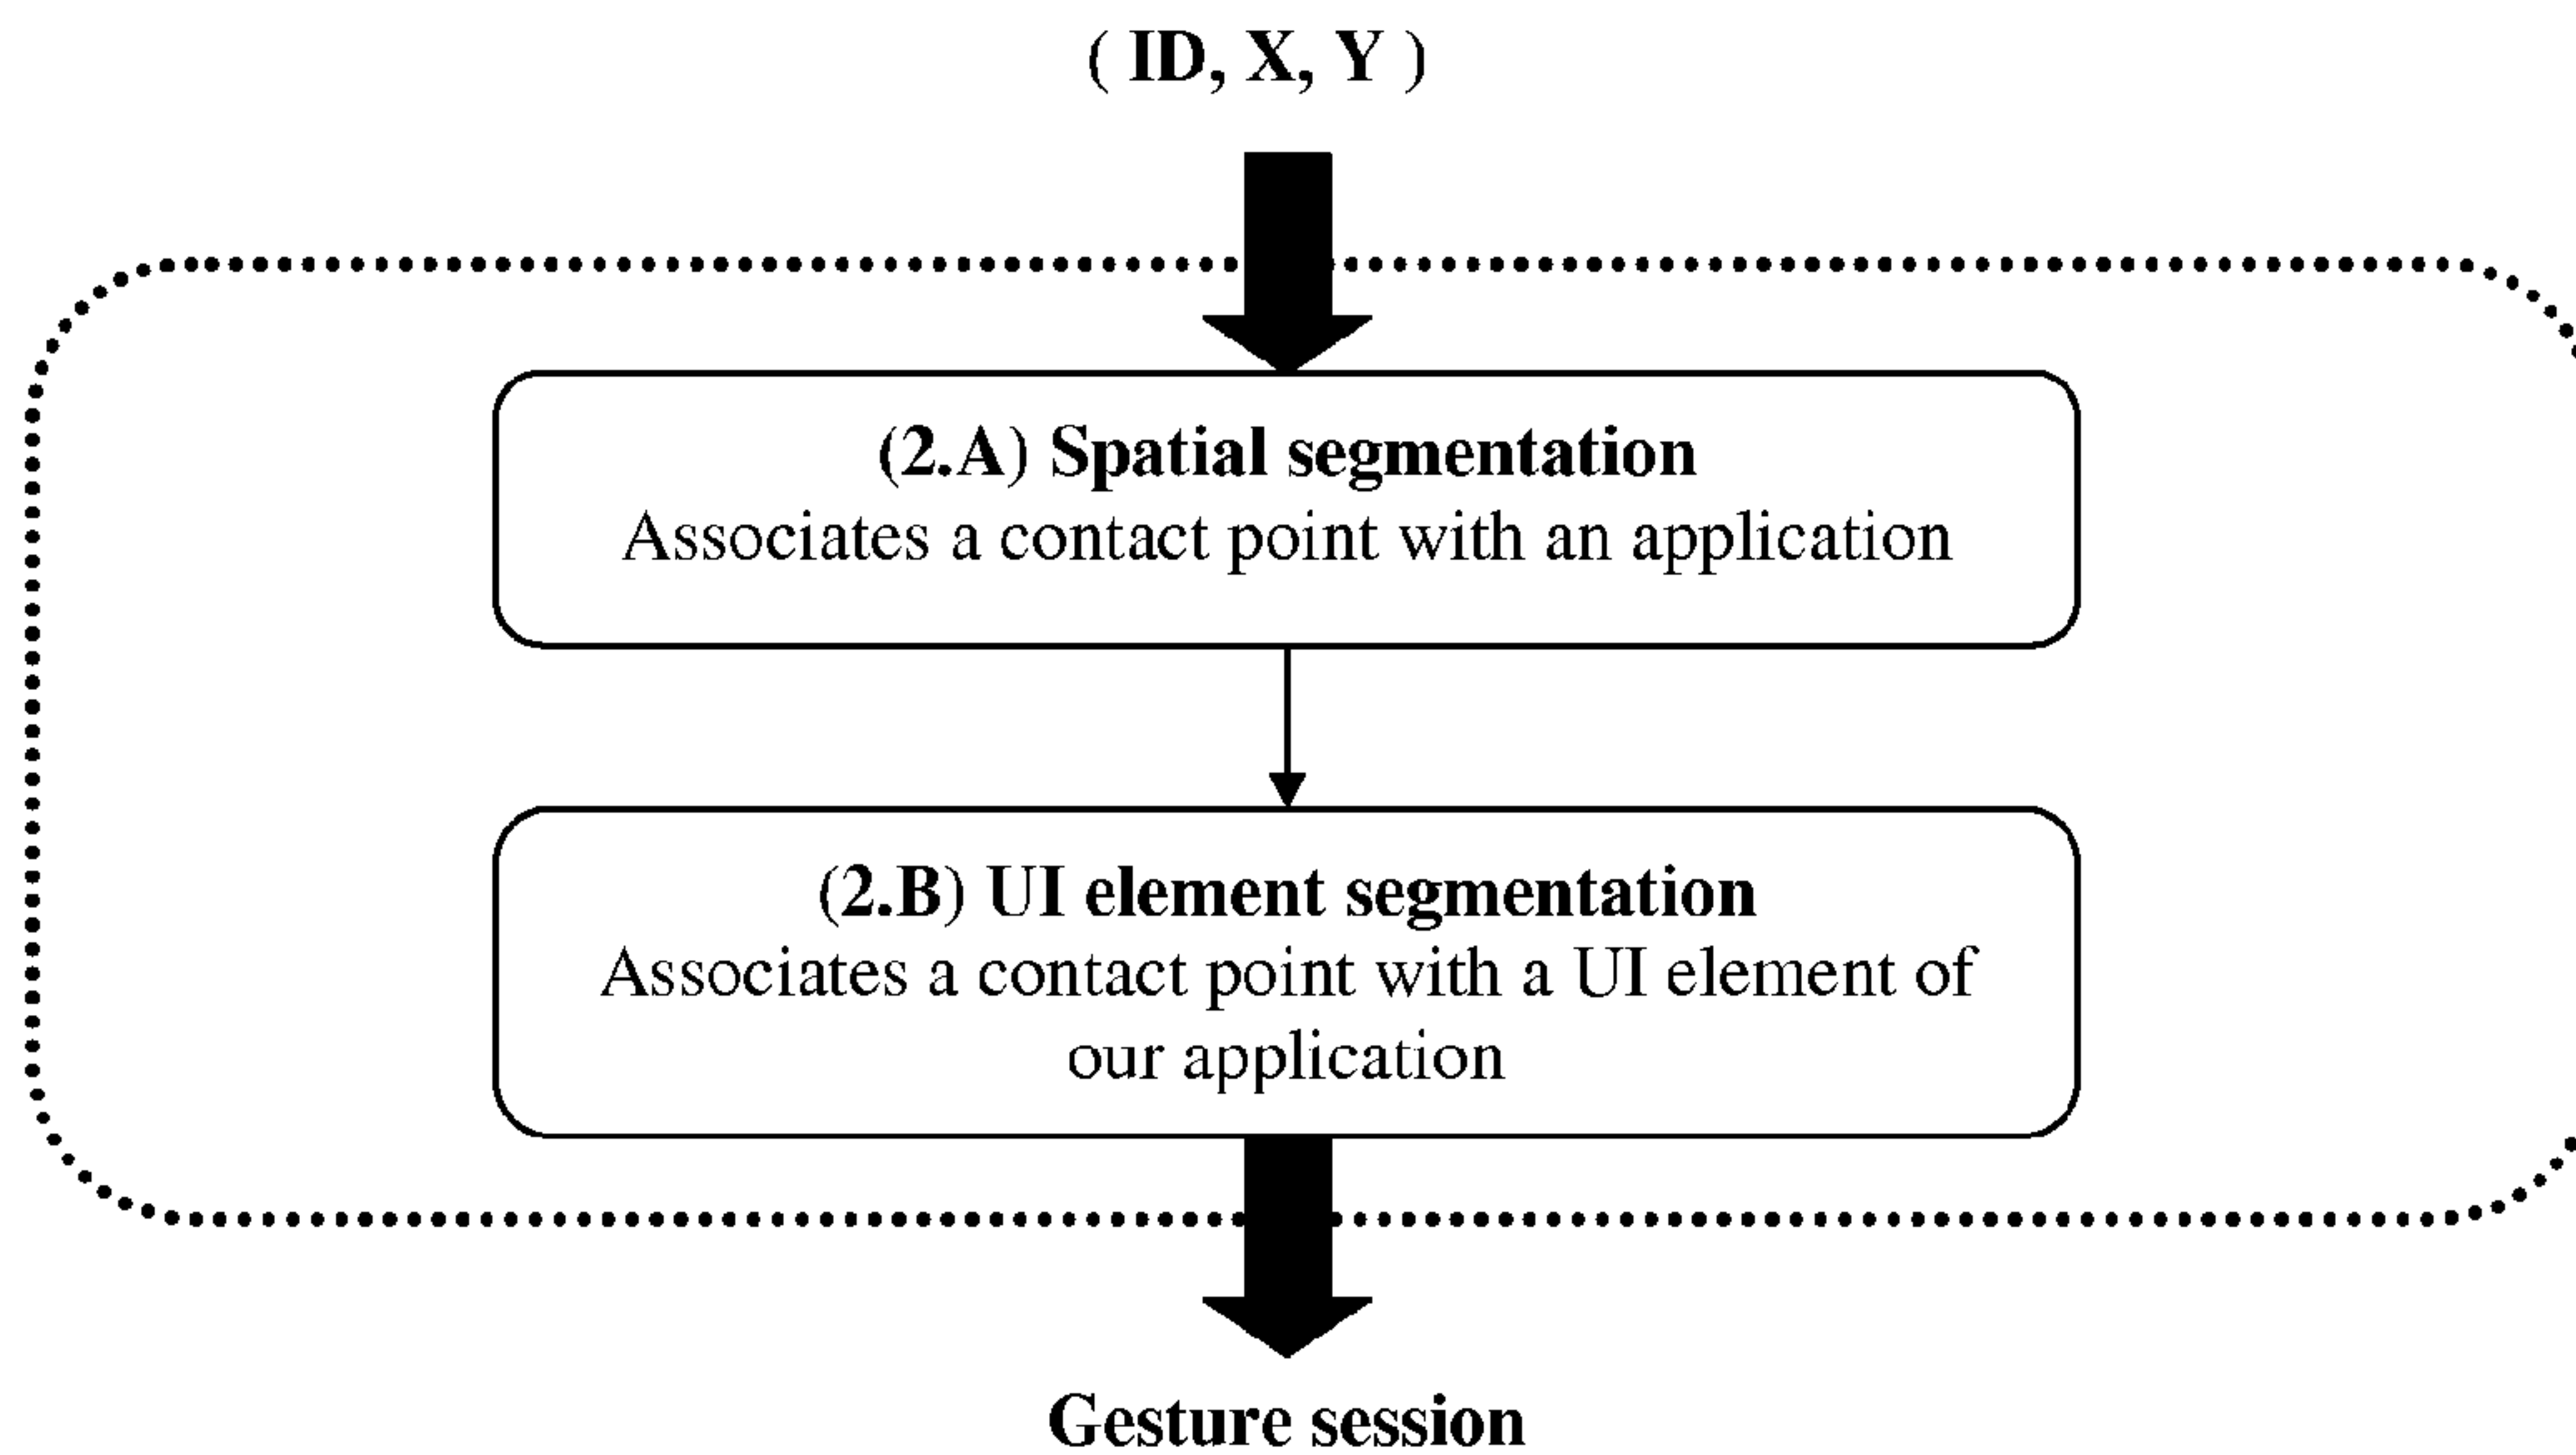 ( ID, X, Y )
(2.A) Spatial segmentation
Associates a contact point with an application
(2.B) UI element segmentation
Associates a contact point with a UI element of
our application
Gesture session